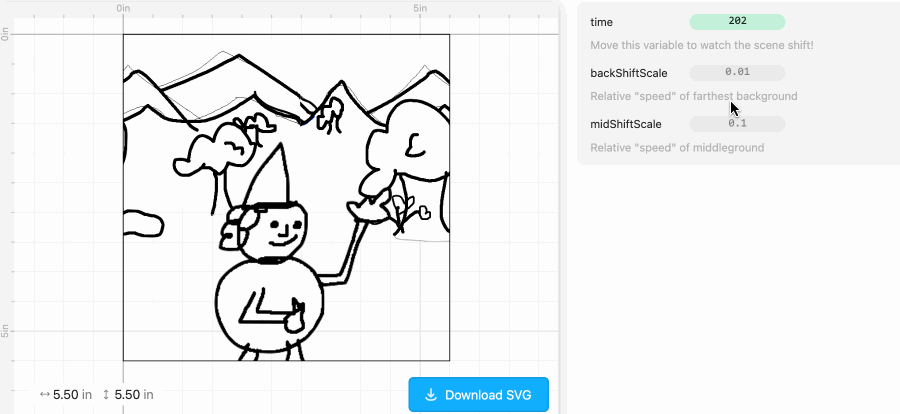 0in 5in
0in
5in
↔ 5.50 in ↕ 5.50 in
Download SVG
time 202
Move this variable to watch the scene shift!
backShiftScale 0.01
Relative "speed" of farthest background
midShiftScale 0.1
Relative "speed" of middleground